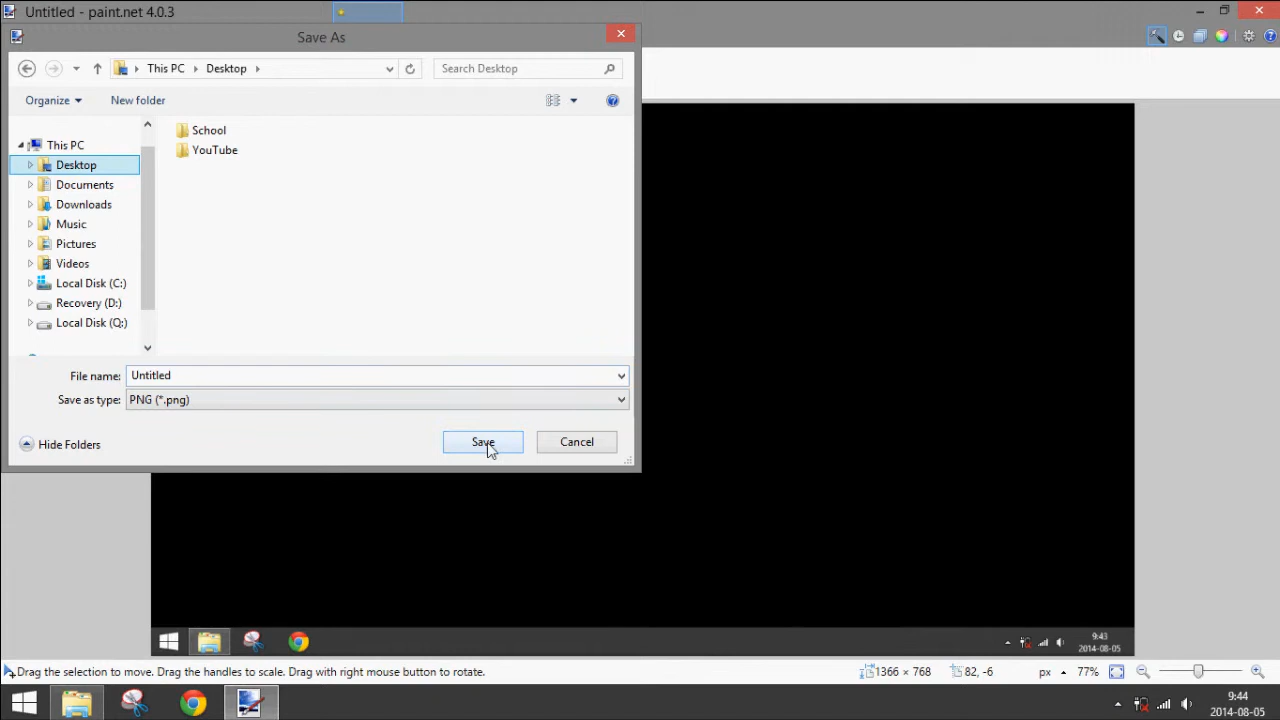 Untitled - paint.net 4.0.3
Save As
This PC Desktop
Search Desktop
Organize New folder
This PC
Desktop
Documents
Downloads
Music
Pictures
Videos
Local Disk (C:)
Recovery (D:)
Local Disk (Q:)
School
YouTube
File name: Untitled
Save as type: PNG (*.png)
Hide Folders
Save Cancel
9:43
2014-08-05
Drag the selection to move. Drag the handles to scale. Drag with right mouse button to rotate.
1366 × 768 82, -6 px 77%
9:44
2014-08-05